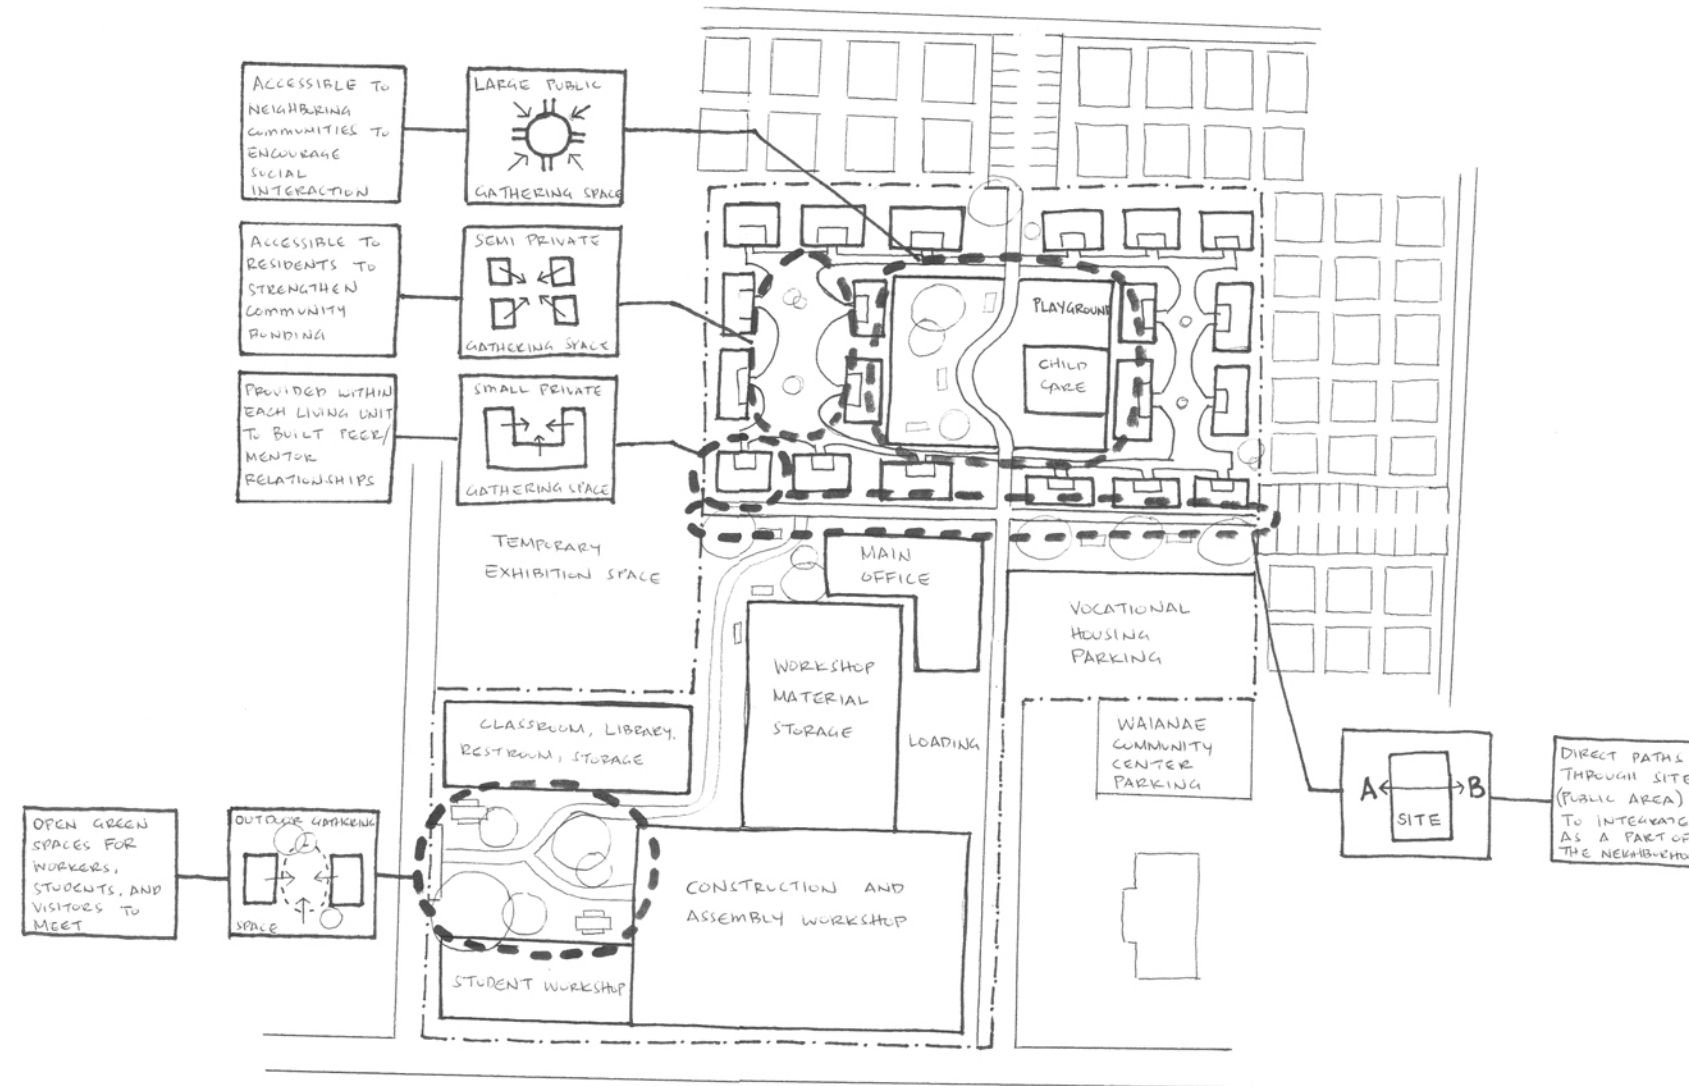 ACCESSIBLE TO
NEIGHBORING
COMMUNITIES TO
ENCOURAGE
SOCIAL
INTERACTION
LARGE PUBLIC
GATHERING SPACE
ACCESSIBLE TO
RESIDENTS TO
STRENGTHEN
COMMUNITY
BONDING
SEMI PRIVATE
GATHERING SPACE
PROVIDED WITHIN
EACH LIVING UNIT
TO BUILT PEER/
MENTOR
RELATIONSHIPS
SMALL PRIVATE
GATHERING SPACE
PLAYGROUND
CHILD
CARE
TEMPORARY
EXHIBITION SPACE
MAIN
OFFICE
VOCATIONAL
HOUSING
PARKING
WORKSHOP
MATERIAL
STORAGE
LOADING
CLASSROOM, LIBRARY,
RESTROOM, STORAGE
WAIANAE
COMMUNITY
CENTER
PARKING
A
B
SITE
DIRECT PATHS
THROUGH SITE
(PUBLIC AREA)
TO INTEGRATE
AS A PART OF
THE
OPEN GREEN
SPACES FOR
WORKERS,
STUDENTS, AND
VISITORS TO
MEET
OUTDOOR GATHERING
SPACE
CONSTRUCTION AND
ASSEMBLY WORKSHOP
STUDENT WORKSHOP